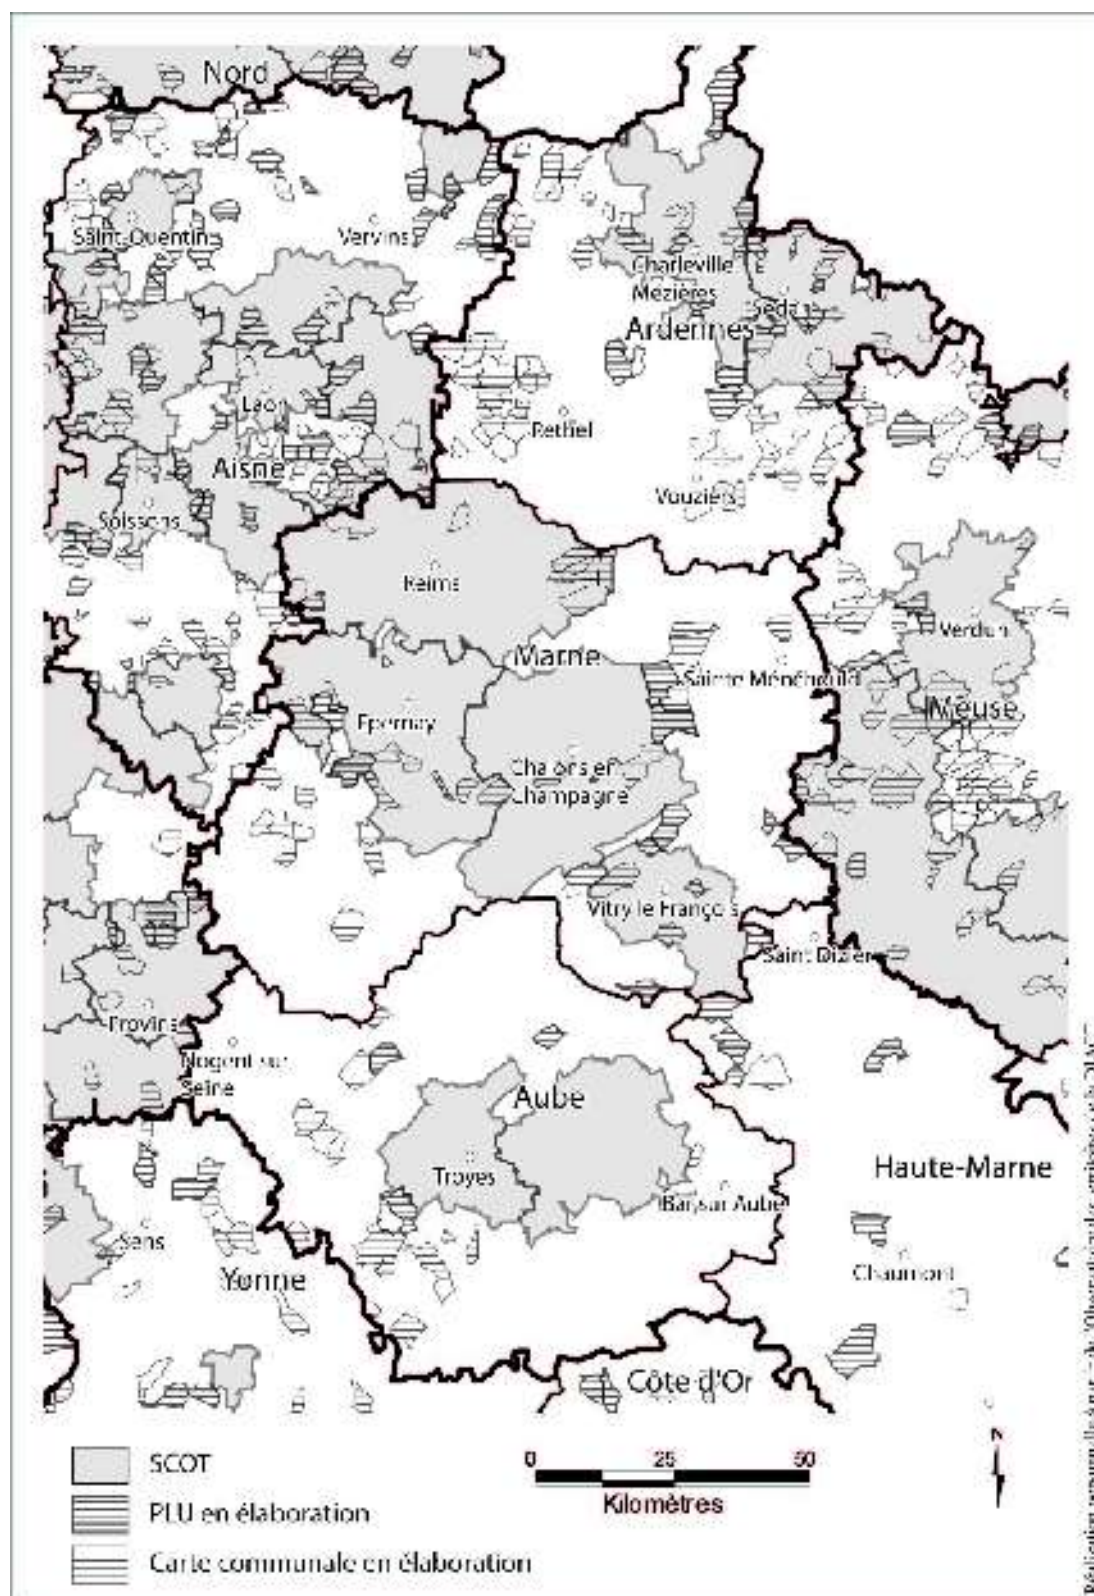 Nord
Saint-Quentin
Vervins
Charleville
Mézières
Sedan
Ardennes
Laon
Rethel
Aisne
Vouziers
Soissons
Reims
Verdun
Marne
Sainte Ménéhould
Meuse
Epernay
Chalons en
Champagne
Vitry le François
Saint Dizier
Provins
Nogent sur
Seine
Aube
Troyes
Haute-Marne
Bar sur Aube
Sens
Yonne
Chaumont
Côte d'Or
N
SCOT
0 25 50
Kilomètres
PLU en élaboration
Carte communale en élaboration